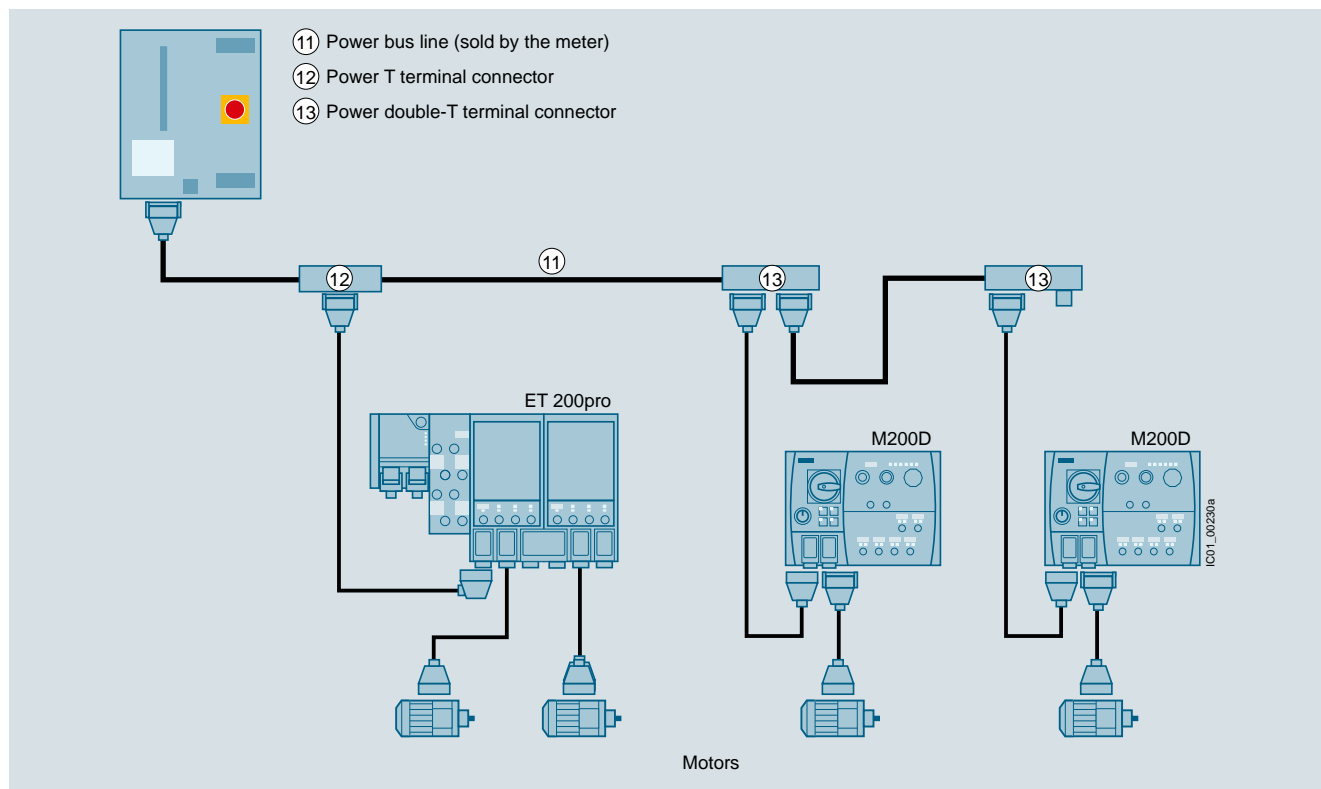 11 Power bus line (sold by the meter)
12 Power T terminal connector
13 Power double-T terminal connector
11
12
13
13
ET 200pro
M200D
M200D
IC01_00230a
Motors